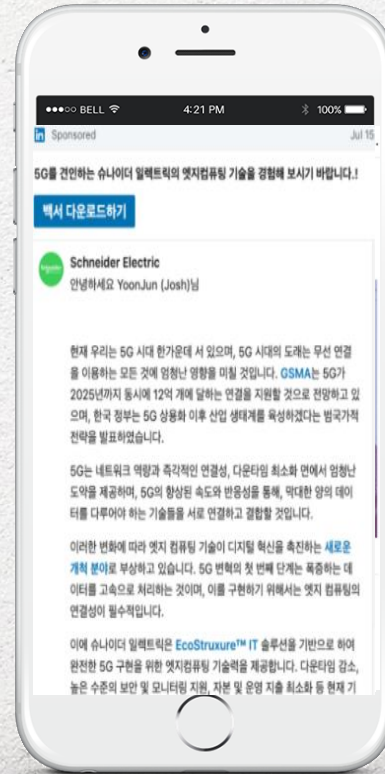 BELL 4:21 PM 100%
in Sponsored Jul 15
5G를 견인하는 슈나이더 일렉트릭의 엣지컴퓨팅 기술을 경험해 보시기 바랍니다.!
백서 다운로드하기
Schneider Electric
안녕하세요 YoonJun (Josh)님
현재 우리는 5G 시대 한가운데 서 있으며, 5G 시대의 도래는 무선 연결
을 이용하는 모든 것에 엄청난 영향을 미칠 것입니다. GSMA는 5G가
2025년까지 동시에 12억 개에 달하는 연결을 지원할 것으로 전망하고 있
으며, 한국 정부는 5G 상용화 이후 산업 생태계를 육성하겠다는 범국가적
전략을 발표하였습니다.
5G는 네트워크 역량과 즉각적인 연결성, 다운타임 최소화 면에서 엄청난
도약을 제공하며, 5G의 향상된 속도와 반응성을 통해, 막대한 양의 데이
터를 다루어야 하는 기술들을 서로 연결하고 결합할 것입니다.
이러한 변화에 따라 엣지 컴퓨팅 기술이 디지털 혁신을 촉진하는 새로운
개척 분야로 부상하고 있습니다. 5G 변혁의 첫 번째 단계는 폭증하는 데
이터를 고속으로 처리하는 것이며, 이를 구현하기 위해서는 엣지 컴퓨팅의
연결성이 필수적입니다.
이에 슈나이더 일렉트릭은 EcoStruxure™ IT 솔루션을 기반으로 하여
완전한 5G 구현을 위한 엣지컴퓨팅 기술력을 제공합니다. 다운타임 감소,
높은 수준의 보안 및 모니터링 지원, 자본 및 운영 지출 최소화 등 현재 기